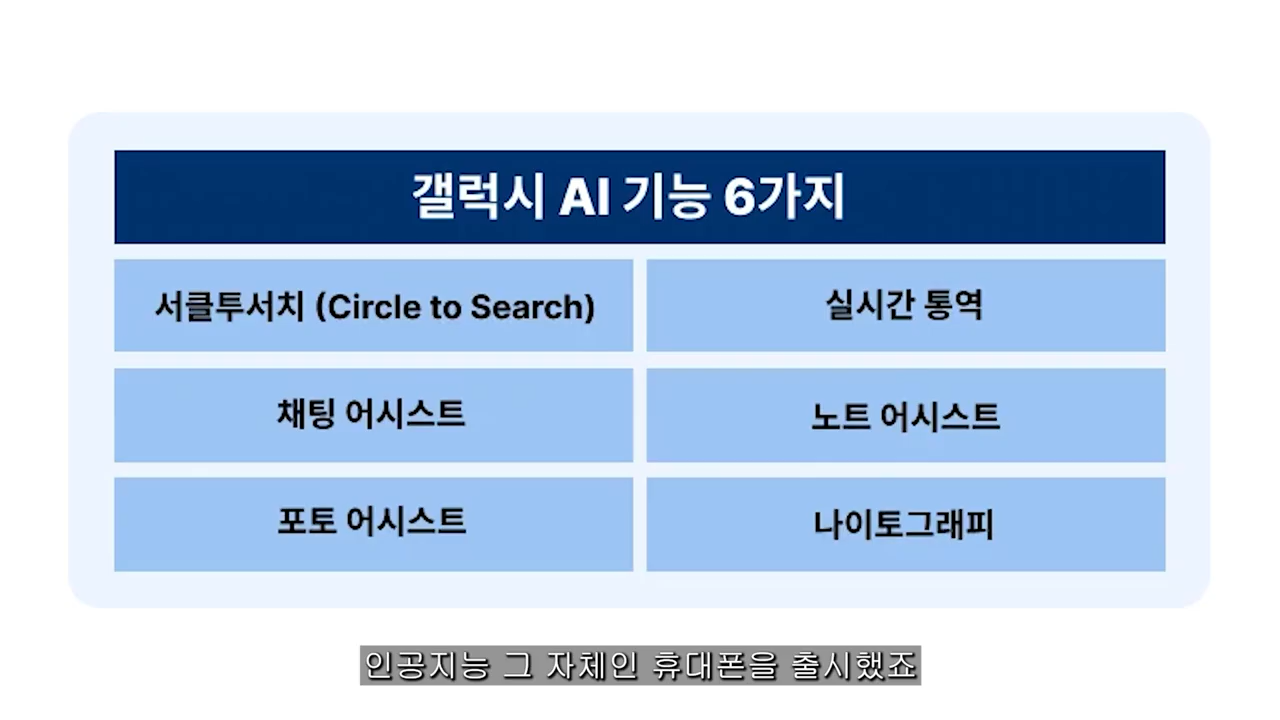 갤럭시 AI 기능 6가지
서클투서치 (Circle to Search)
실시간 통역
채팅 어시스트
노트 어시스트
포토 어시스트
나이토그래피
인공지능 그 자체인 휴대폰을 출시했죠